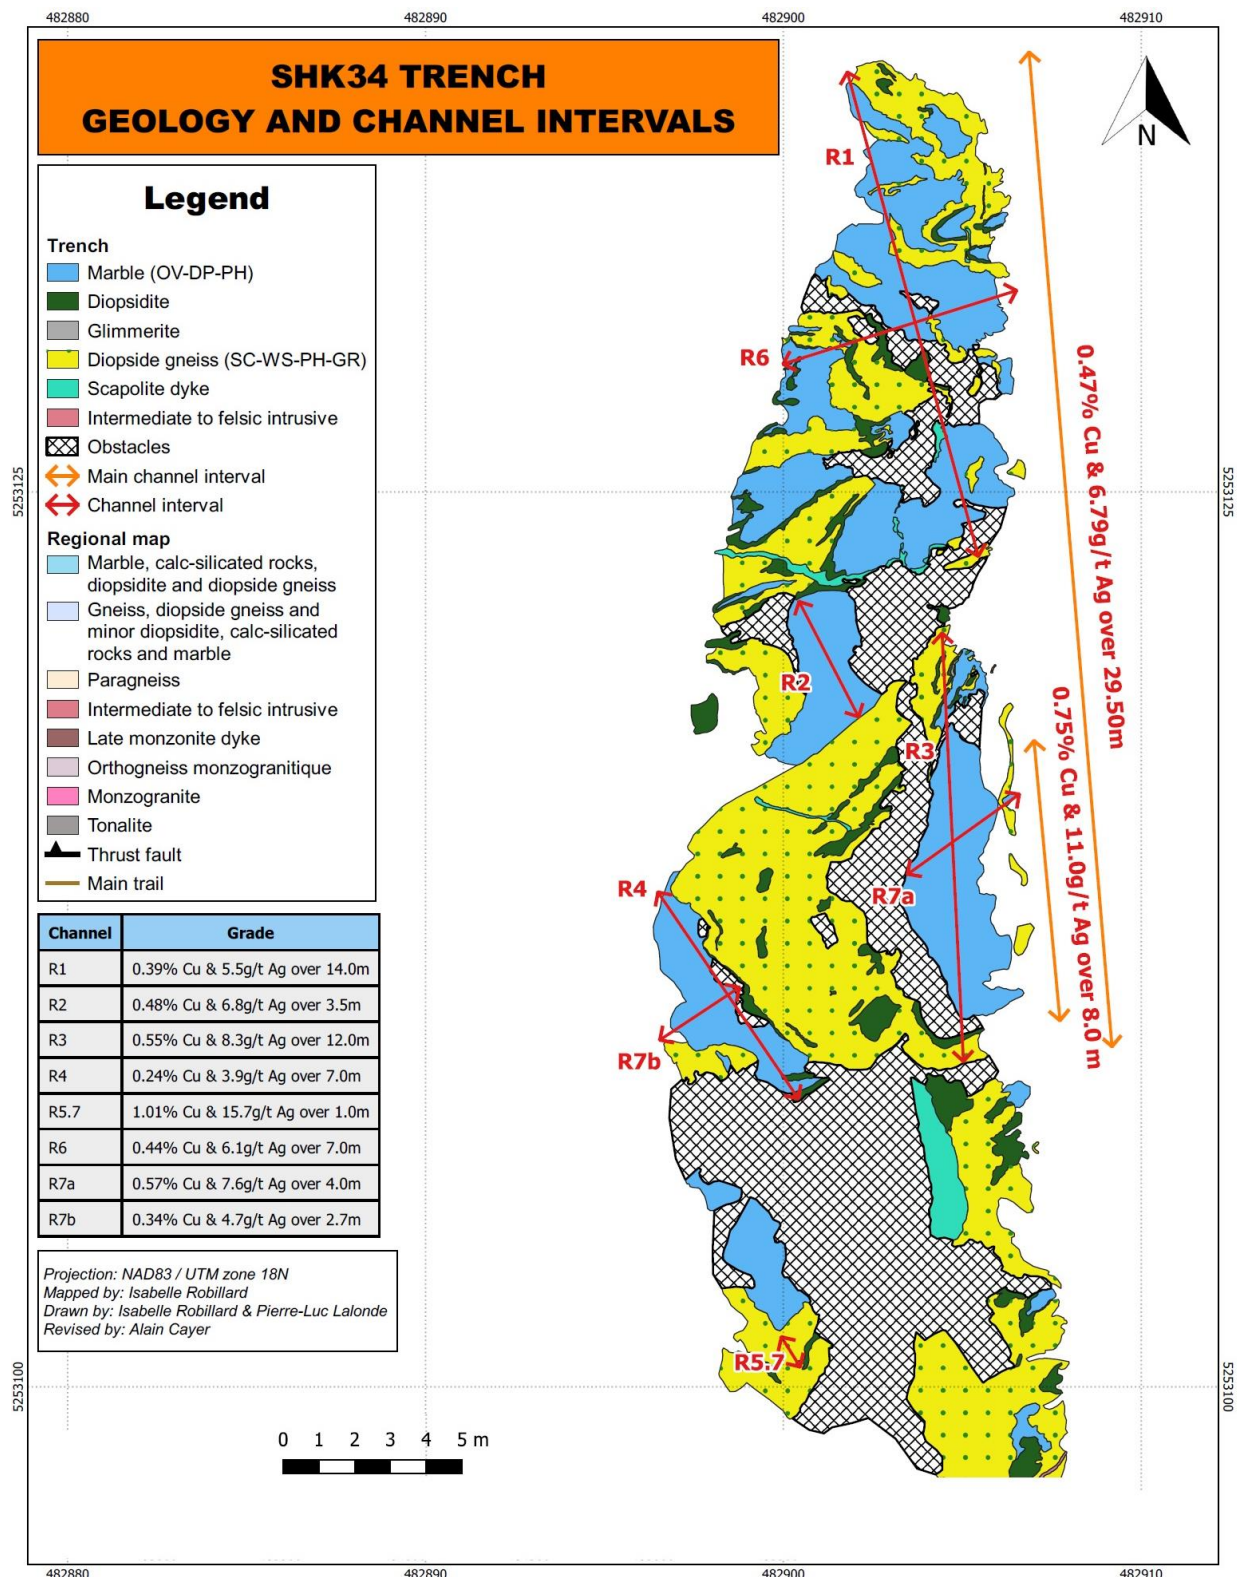 482880
482890
482900
482910
SHK34 TRENCH
GEOLOGY AND CHANNEL INTERVALS
N
Legend
Trench
Marble (OV-DP-PH)
Diopsidite
Glimmerite
Diopside gneiss (SC-WS-PH-GR)
Scapolite dyke
Intermediate to felsic intrusive
Obstacles
Main channel interval
Channel interval
Regional map
Marble, calc-silicated rocks,
diopsidite and diopside gneiss
Gneiss, diopside gneiss and
minor diopsidite, calc-silicated
rocks and marble
Paragneiss
Intermediate to felsic intrusive
Late monzonite dyke
Orthogneiss monzogranitique
Monzogranite
Tonalite
Thrust fault
Main trail
Channel Grade
R1 0.39% Cu & 5.5g/t Ag over 14.0m
R2 0.48% Cu & 6.8g/t Ag over 3.5m
R3 0.55% Cu & 8.3g/t Ag over 12.0m
R4 0.24% Cu & 3.9g/t Ag over 7.0m
R5.7 1.01% Cu & 15.7g/t Ag over 1.0m
R6 0.44% Cu & 6.1g/t Ag over 7.0m
R7a 0.57% Cu & 7.6g/t Ag over 4.0m
R7b 0.34% Cu & 4.7g/t Ag over 2.7m
Projection: NAD83 / UTM zone 18N
Mapped by: Isabelle Robillard
Drawn by: Isabelle Robillard & Pierre-Luc Lalonde
Revised by: Alain Cayer
R1
R6
R2
R3
R7a
R4
R7b
R5.7
0.47% Cu & 6.79g/t Ag over 29.50m
0.75% Cu & 11.0g/t Ag over 8.0 m
5253125
5253125
5253100
5253100
0 1 2 3 4 5 m
482880
482890
482900
482910